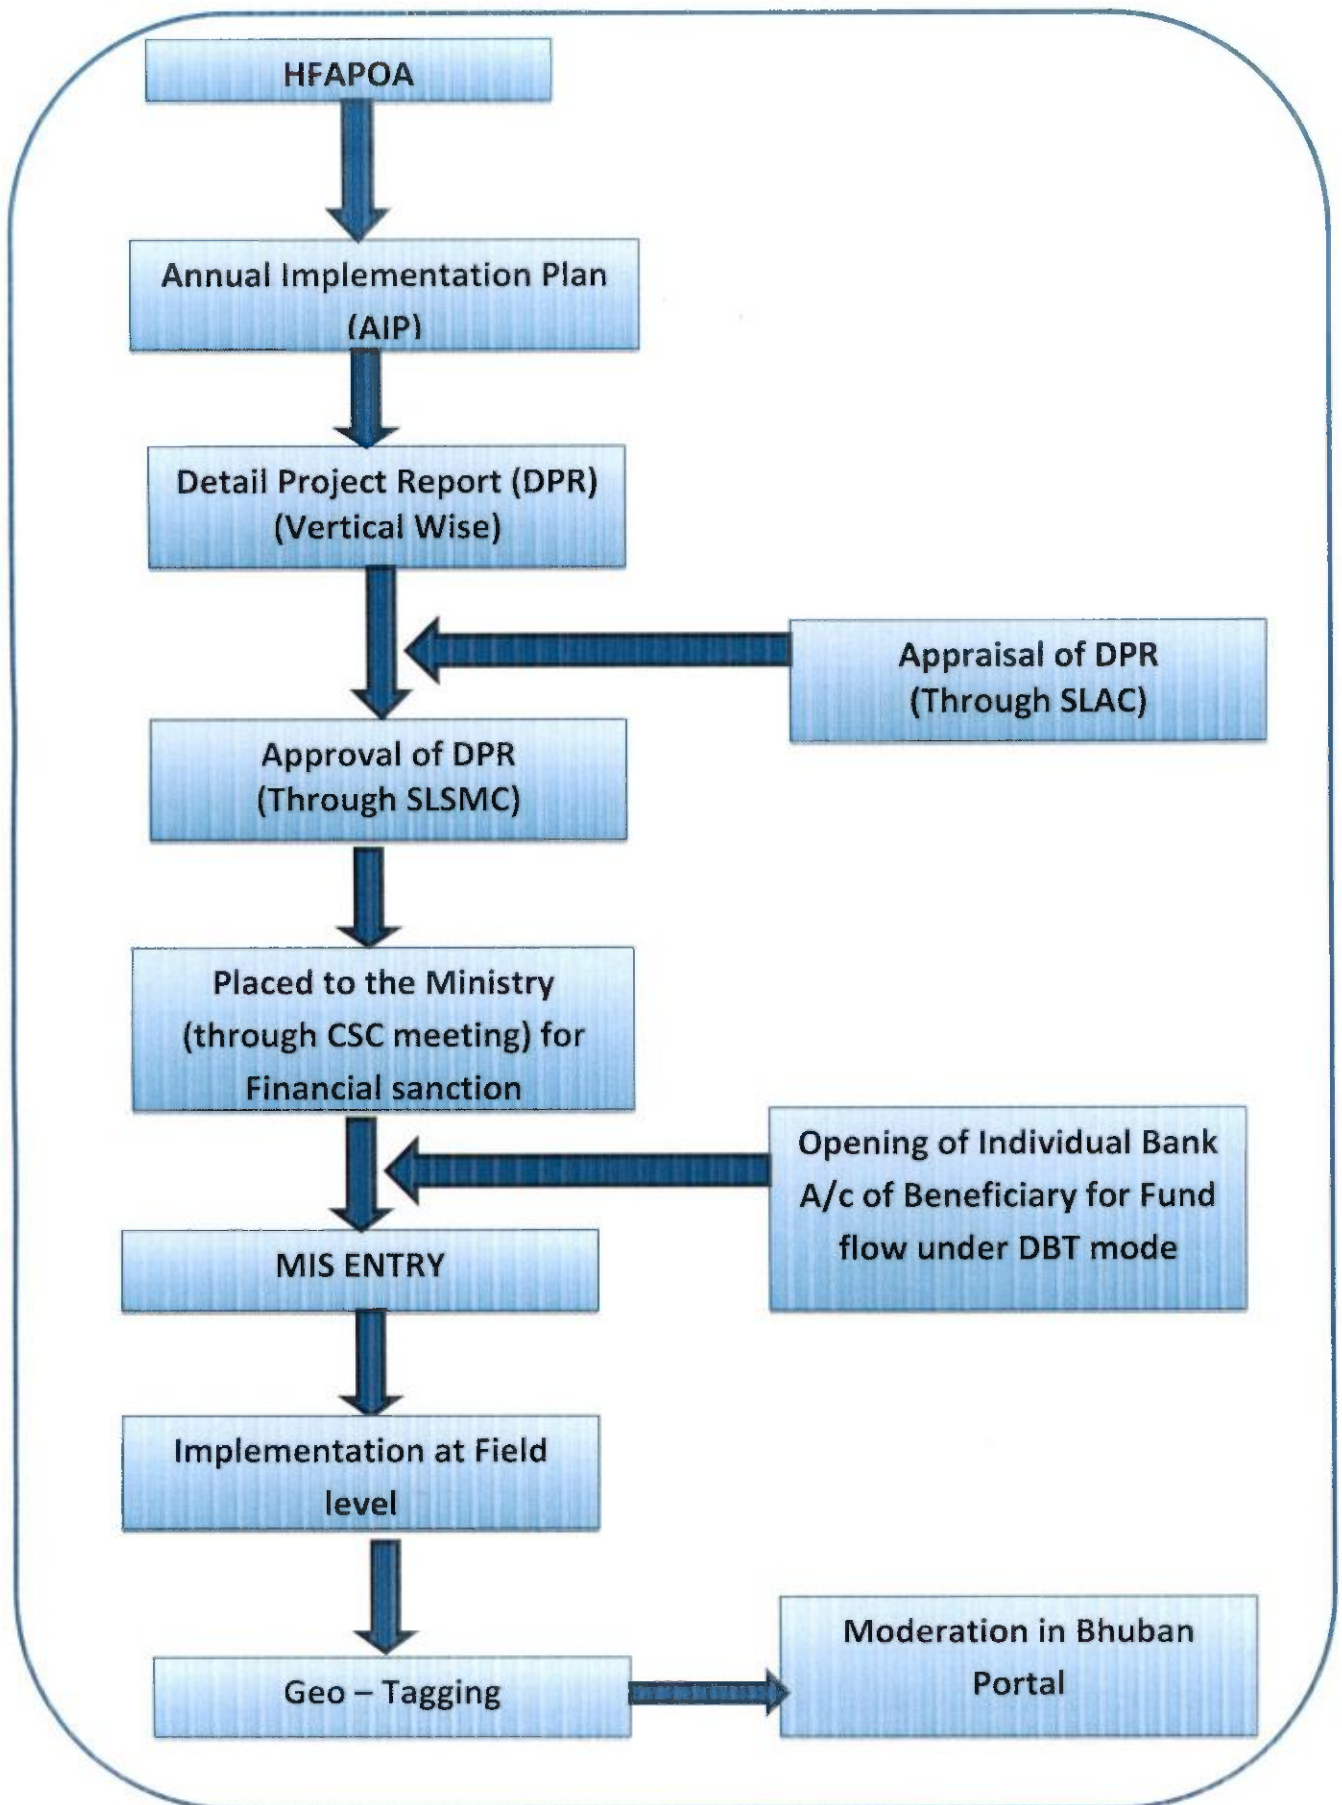 HFAPOA
Annual Implementation Plan
(AIP)
Detail Project Report (DPR)
(Vertical Wise)
Appraisal of DPR
(Through SLAC)
Approval of DPR
(Through SLSMC)
Placed to the Ministry
(through CSC meeting) for
Financial sanction
Opening of Individual Bank
A/c of Beneficiary for Fund
flow under DBT mode
MIS ENTRY
Implementation at Field
level
Geo – Tagging
Moderation in Bhuban
Portal